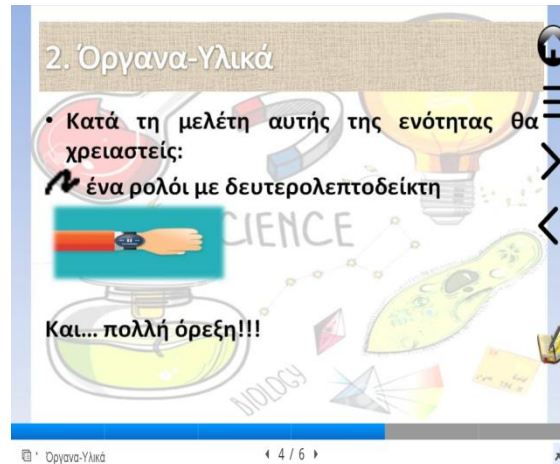 2. Όργανα-Υλικά
• Κατά τη μελέτη αυτής της ενότητας θα
χρειαστείς:
ένα ρολόι με δευτερολεπτοδείκτη
SCIENCE
Και... πολλή όρεξη!!!
BIOLOGY
Όργανα-Υλικά
4 / 6